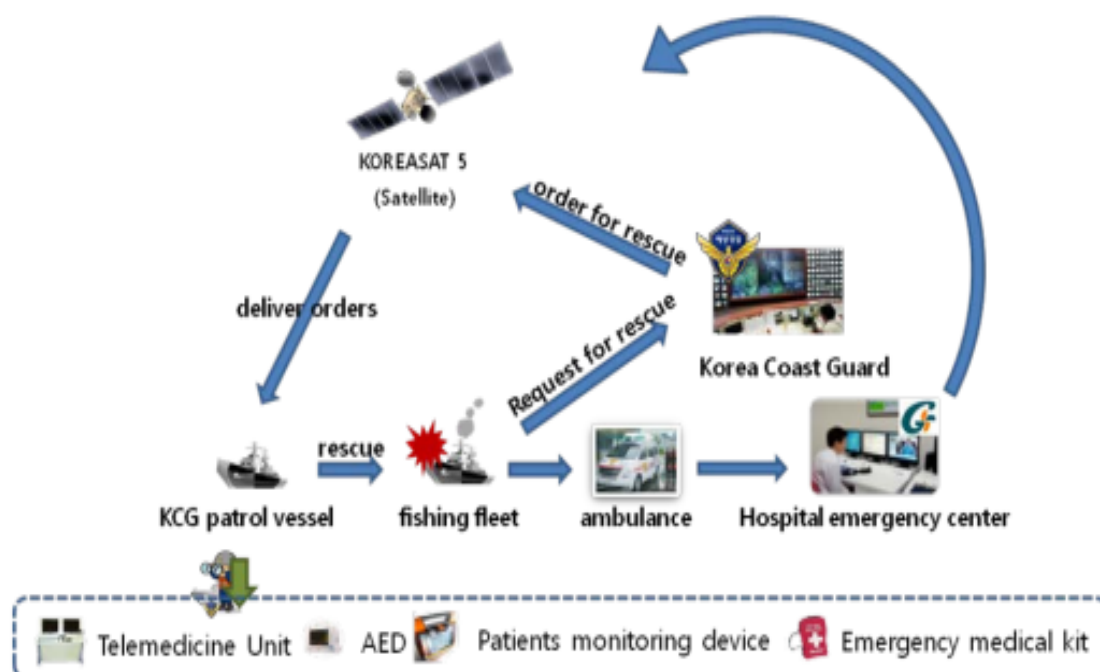 KOREASAT 5
(Satellite)
order for rescue
deliver orders
Request for rescue
Korea Coast Guard
rescue
KCG patrol vessel
fishing fleet
ambulance
Hospital emergency center
Telemedicine Unit
AED
Patients monitoring device
Emergency medical kit